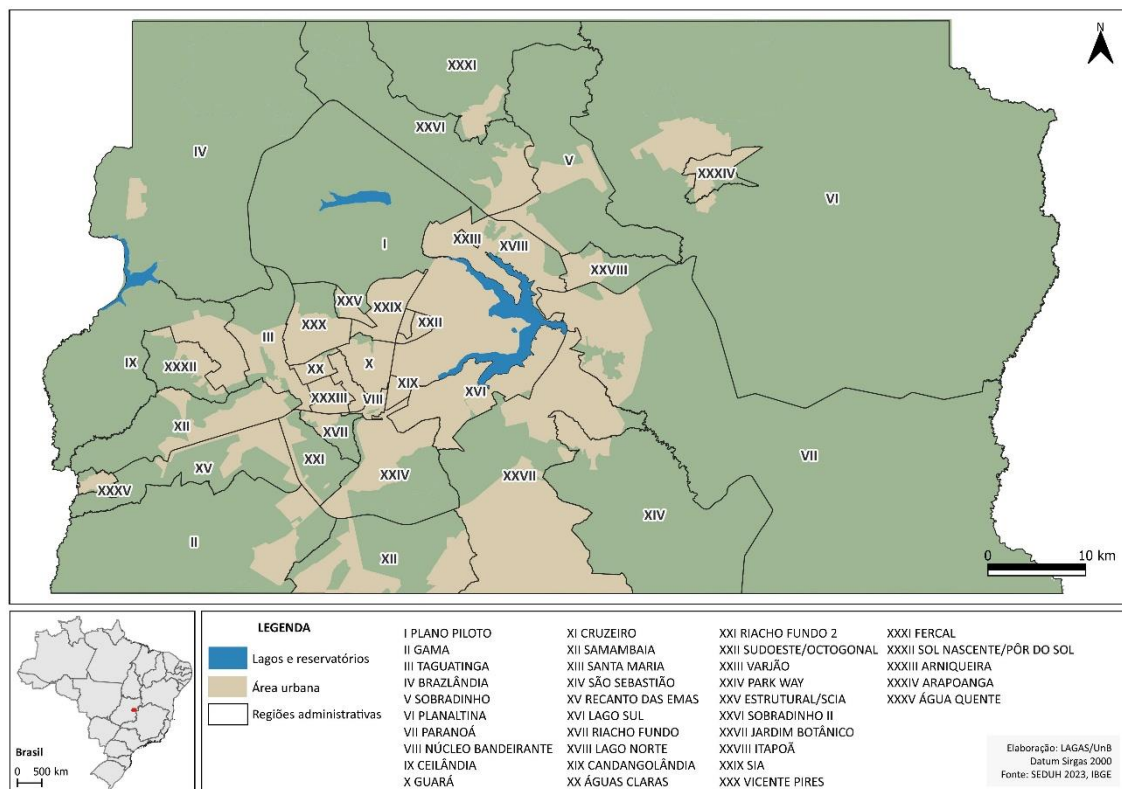 N
XXXI
XXVI
IV
V
XXXIV
VI
I
XXIII
XVIII
XXVIII
XXV
XXIX
XXX
XXII
III
IX
XXXII
XX
X
XIX
XVI
XXXIII
VIII
XII
XVII
XXI
XV
XXIV
XXVII
VII
XXXV
XIV
II
XII
0 10 km
Brasil
0 500 km
LEGENDA
Lagos e reservatórios
Área urbana
Regiões administrativas
I PLANO PILOTO
II GAMA
III TAGUATINGA
IV BRAZLÂNDIA
V SOBRADINHO
VI PLANALTINA
VII PARANOÁ
VIII NÚCLEO BANDEIRANTE
IX CEILÂNDIA
X GUARÁ
XI CRUZEIRO
XII SAMAMBAIA
XIII SANTA MARIA
XIV SÃO SEBASTIÃO
XV RECANTO DAS EMAS
XVI LAGO SUL
XVII RIACHO FUNDO
XVIII LAGO NORTE
XIX CANDANGOLÂNDIA
XX ÁGUAS CLARAS
XXI RIACHO FUNDO 2
XXII SUDOESTE/OCTOGONAL
XXIII VARJÃO
XXIV PARK WAY
XXV ESTRUTURAL/SCIA
XXVI SOBRADINHO II
XXVII JARDIM BOTÂNICO
XXVIII ITAPOÃ
XXIX SIA
XXX VICENTE PIRES
XXXI FERCAL
XXXII SOL NASCENTE/PÔR DO SOL
XXXIII ARNIQUEIRA
XXXIV ARAPOANGA
XXXV ÁGUA QUENTE
Elaboração: LAGAS/UnB
Datum Sirgas 2000
Fonte: SEDUH 2023, IBGE